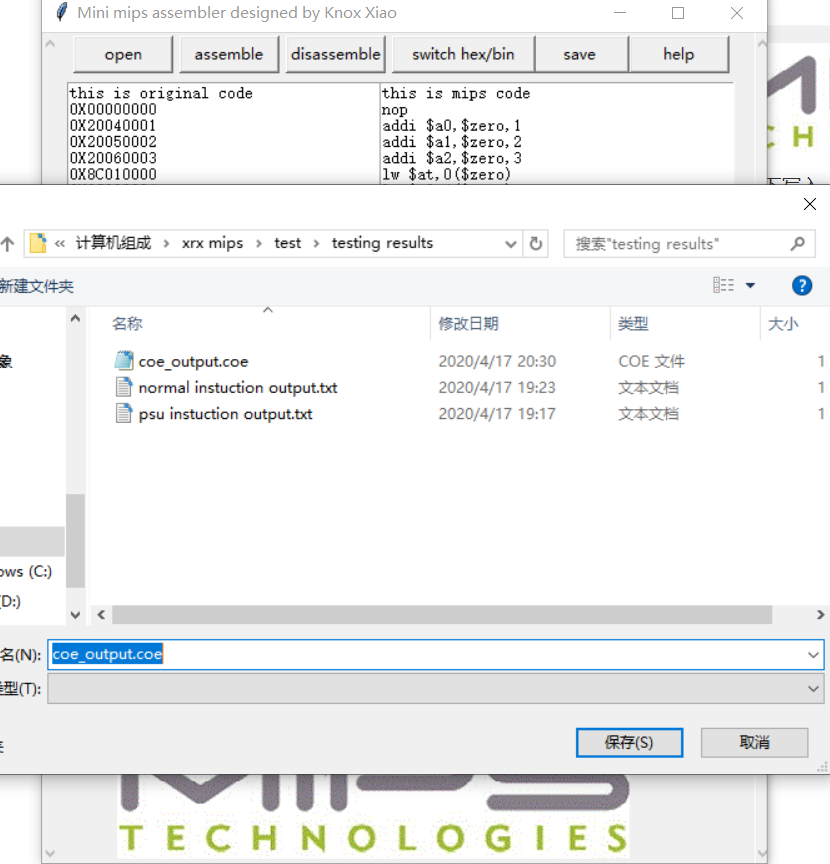 Mini mips assembler designed by Knox Xiao
open assemble disassemble switch hex/bin save help
this is original code this is mips code
0X00000000 nop
0X20040001 addi $a0,$zero,1
0X20050002 addi $a1,$zero,2
0X20060003 addi $a2,$zero,3
0X8C010000 lw $at,0($zero)
« 计算机组成 › xrx mips › test › testing results 搜索"testing results"
新建文件夹
名称 修改日期 类型 大小
象
coe_output.coe 2020/4/17 20:30 COE 文件 1
normal instuction output.txt 2020/4/17 19:23 文本文档 1
psu instuction output.txt 2020/4/17 19:17 文本文档 1
ows (C:)
(D:)
名(N): coe_output.coe
类型(T):
保存(S) 取消
MIPS
TECHNOLOGIES